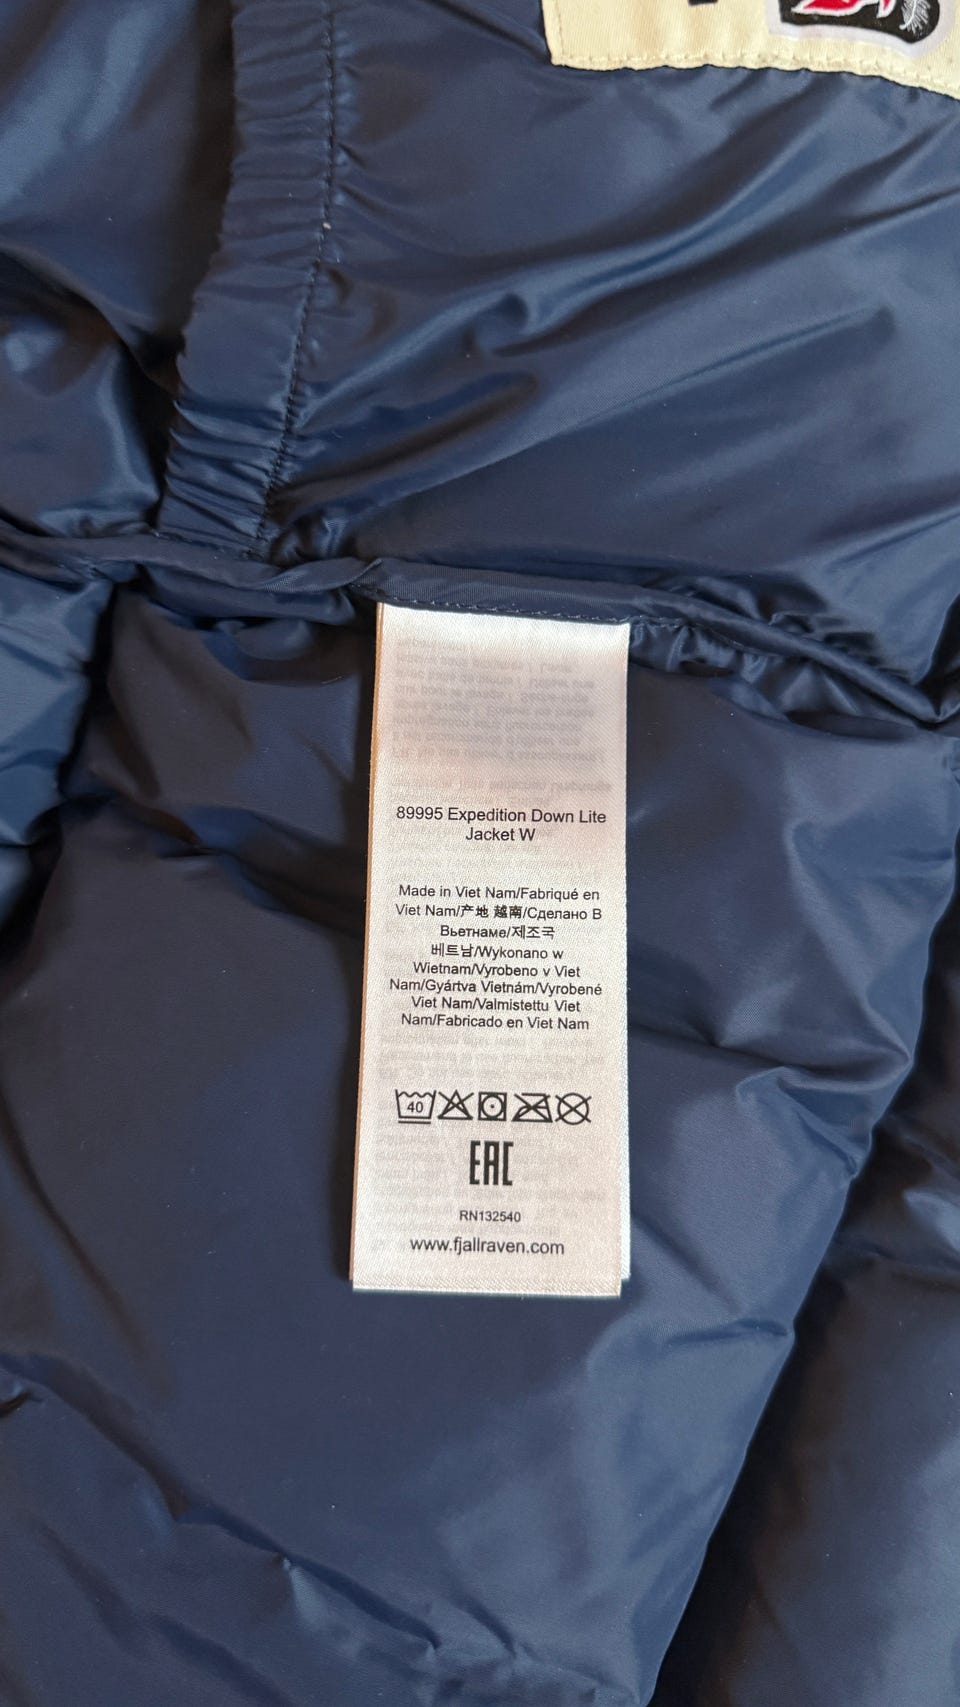 89995 Expedition Down Lite
Jacket W
Made in Viet Nam/Fabriqué en
Viet Nam/产地 越南/Сделано В
Вьетнаме/제조국
베트남/Wykonano w
Wietnam/Vyrobeno v Viet
Nam/Gyártva Vietnám/Vyrobené
Viet Nam/Valmistettu Viet
Nam/Fabricado en Viet Nam
40
EAC
RN132540
www.fjallraven.com